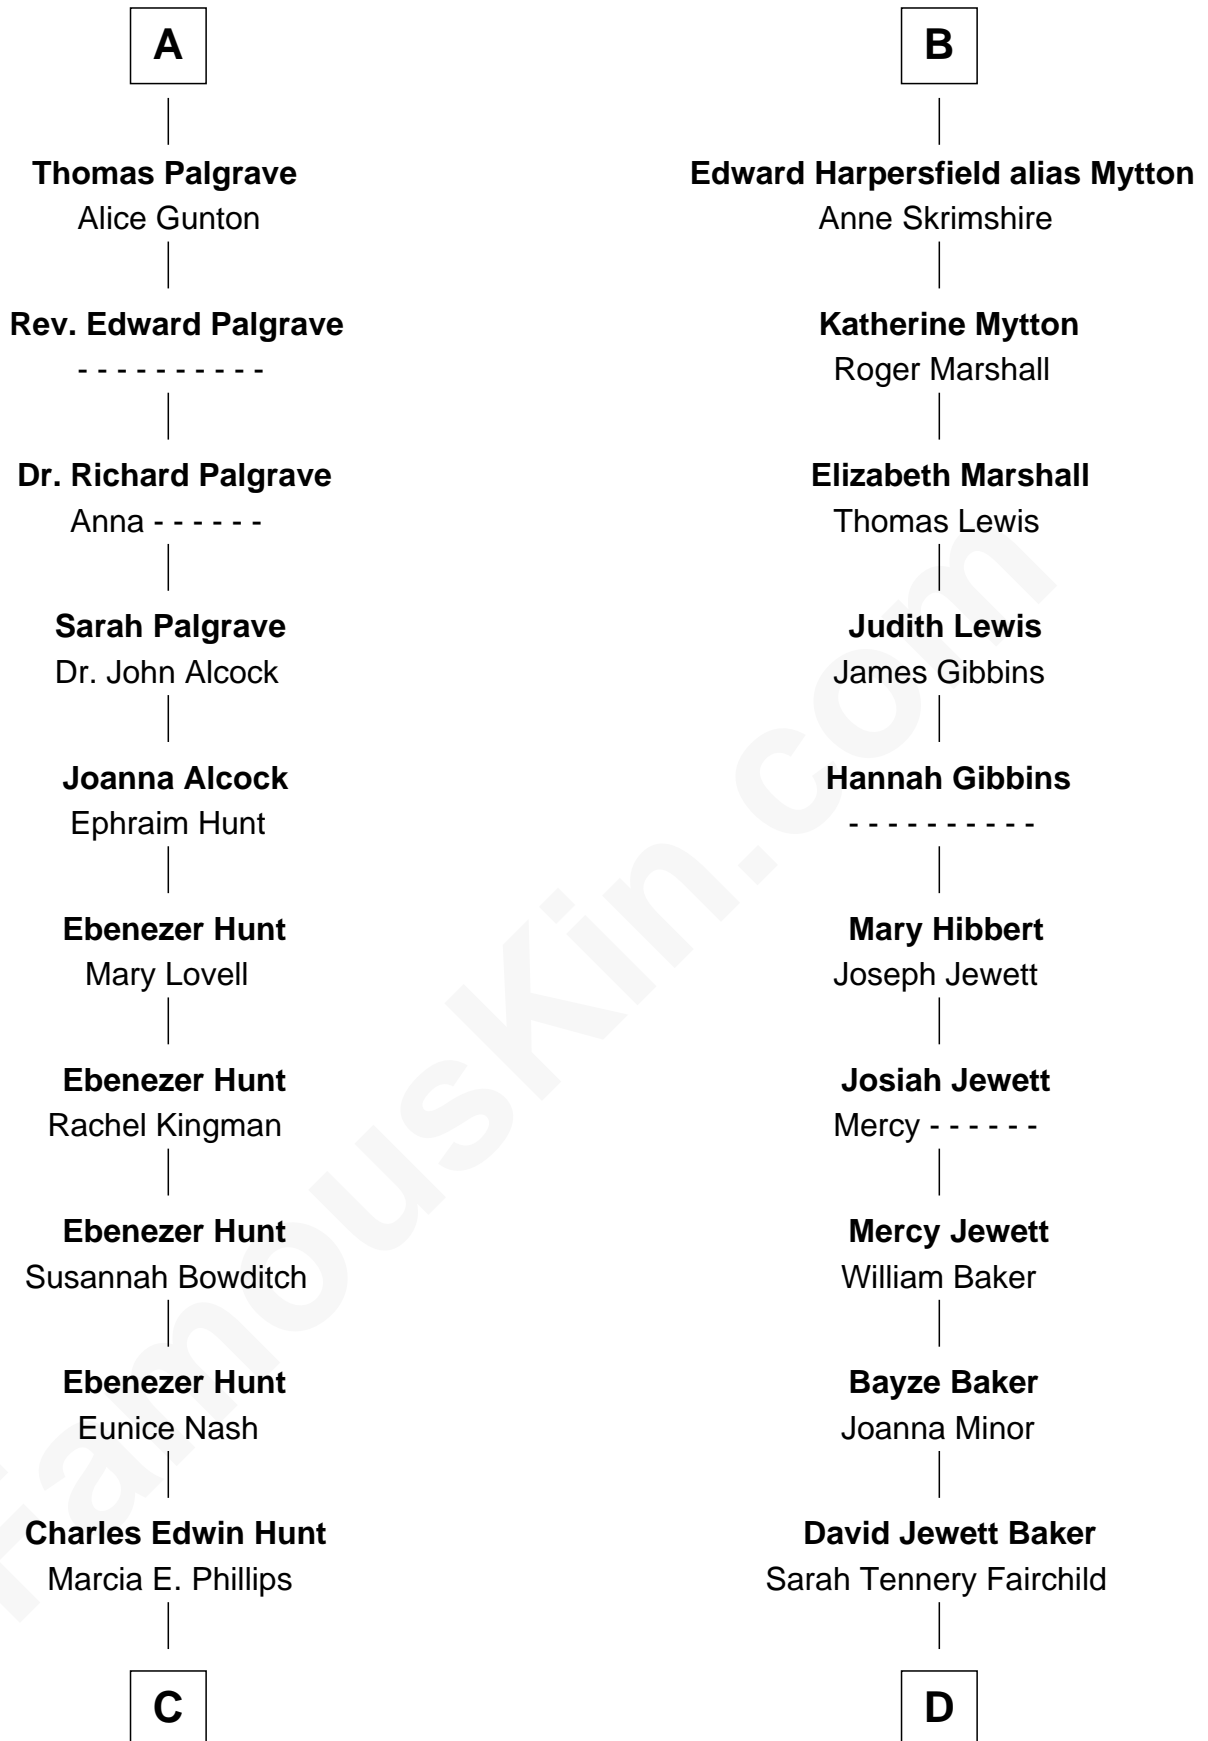 A
Thomas Palgrave
Alice Gunton
Rev. Edward Palgrave
- - - - - - - - - -
Dr. Richard Palgrave
Anna - - - - - -
Sarah Palgrave
Dr. John Alcock
Joanna Alcock
Ephraim Hunt
Ebenezer Hunt
Mary Lovell
Ebenezer Hunt
Rachel Kingman
Ebenezer Hunt
Susannah Bowditch
Ebenezer Hunt
Eunice Nash
Charles Edwin Hunt
Marcia E. Phillips
C
B
Edward Harpersfield alias Mytton
Anne Skrimshire
Katherine Mytton
Roger Marshall
Elizabeth Marshall
Thomas Lewis
Judith Lewis
James Gibbins
Hannah Gibbins
- - - - - - - - - -
Mary Hibbert
Joseph Jewett
Josiah Jewett
Mercy - - - - - -
Mercy Jewett
William Baker
Bayze Baker
Joanna Minor
David Jewett Baker
Sarah Tennery Fairchild
D
FamousKin.com